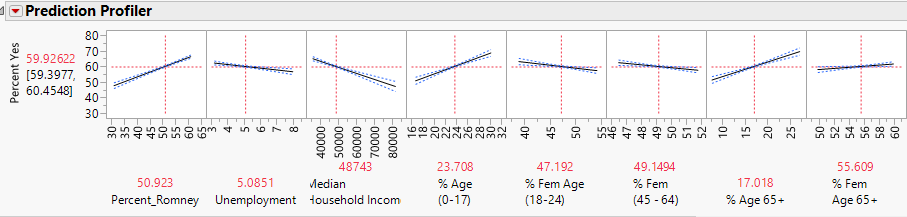 Prediction Profiler
Percent Yes
59.92622
[59.3977,
60.4548]
80
70
60
50
40
30
30 35 40 45 50 55 60 65
3 4 5 6 7 8
40000 50000 60000 70000 80000
16 18 20 22 24 26 28 30 32
40 45 50 55
46 47 48 49 50 51 52
10 15 20 25
50 52 54 56 58 60
50.923
Percent_Romney
5.0851
Unemployment
48743
Median
Household Incom
23.708
% Age
(0-17)
47.192
% Fem Age
(18-24)
49.1494
% Fem
(45 - 64)
17.018
% Age 65+
55.609
% Fem
Age 65+